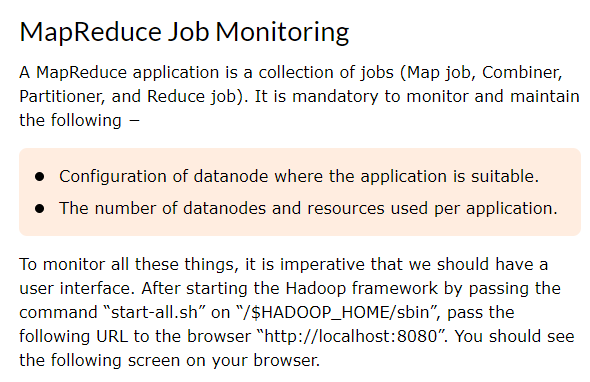 MapReduce Job Monitoring
A MapReduce application is a collection of jobs (Map job, Combiner,
Partitioner, and Reduce job). It is mandatory to monitor and maintain
the following −
● Configuration of datanode where the application is suitable.
● The number of datanodes and resources used per application.
To monitor all these things, it is imperative that we should have a
user interface. After starting the Hadoop framework by passing the
command “start-all.sh” on “/$HADOOP_HOME/sbin”, pass the
following URL to the browser “http://localhost:8080”. You should see
the following screen on your browser.